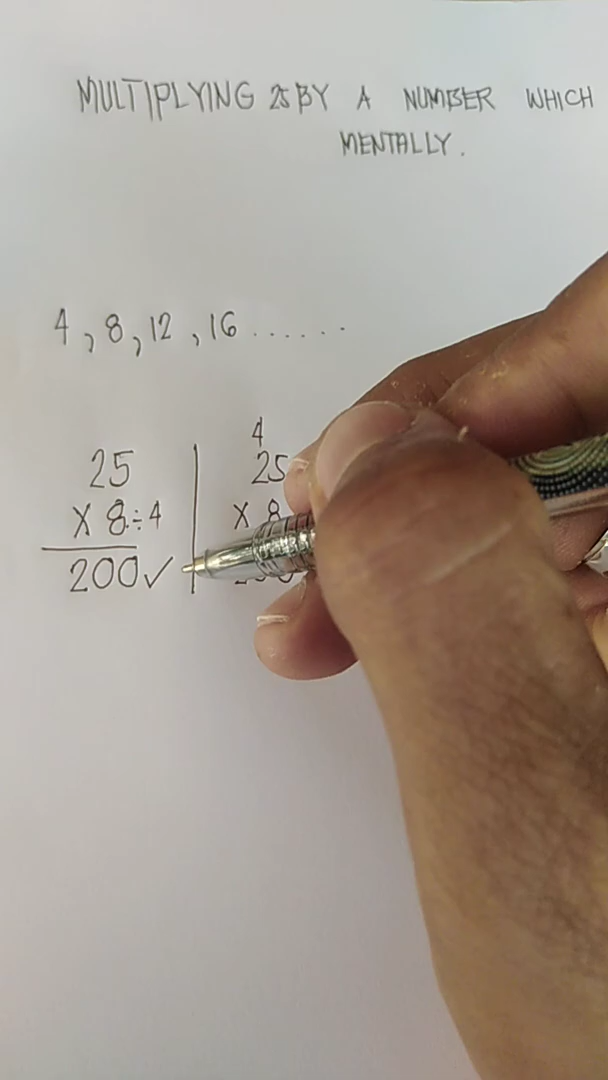 MULTIPLYING 25 BY A NUMBER WHICH
MENTALLY.
4, 8, 12, 16 ......
25
X 8÷4
200✓
4
25
X 8